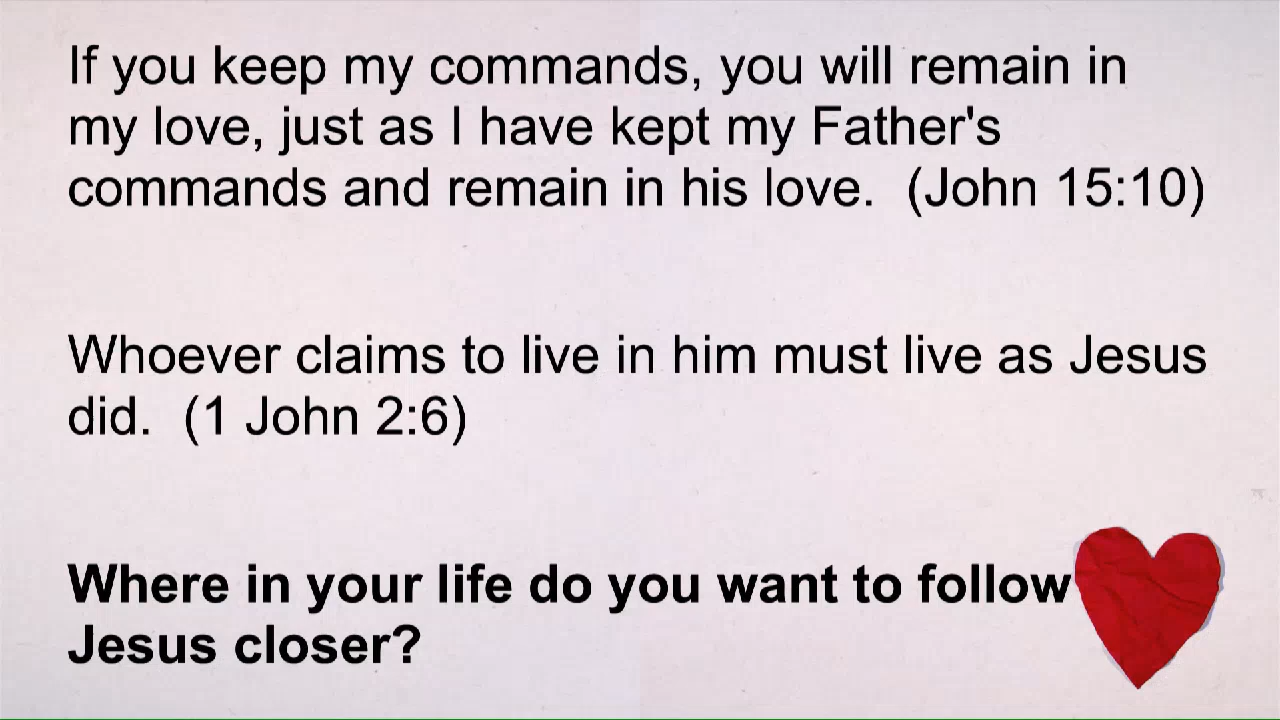 If you keep my commands, you will remain in
my love, just as I have kept my Father's
commands and remain in his love.  (John 15:10)
Whoever claims to live in him must live as Jesus
did.  (1 John 2:6)
Where in your life do you want to follow
Jesus closer?